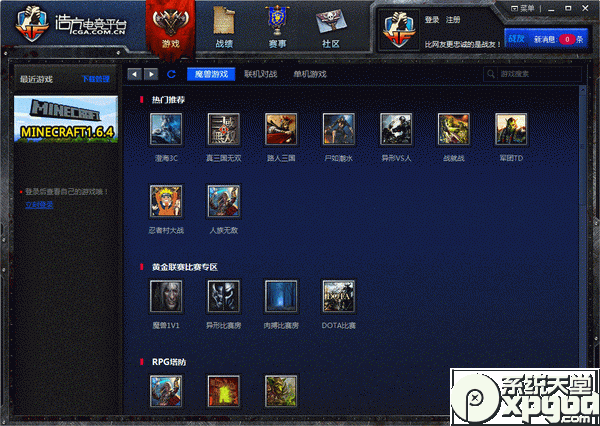 浩方电竞平台
CGA.COM.CN
游戏
战绩
赛事
社区
登录 注册
比网友更忠诚的是战友！
菜单
战友 新消息: 0 条
最近游戏 下载管理
MINECRAFT
MINECRAFT1.6.4
登录后查看自己的游戏哦！
立刻登录
魔兽游戏 联机对战 单机游戏 游戏搜索
热门推荐
澄海3C 真三国无双 路人三国 尸如潮水 异形VS人 战就战 军团TD
忍者村大战 人族无敌
黄金联赛比赛专区
DOTA
魔兽1V1 异形比赛房 肉搏比赛房 DOTA比赛
RPG塔防
系统天堂
xpgod
.com